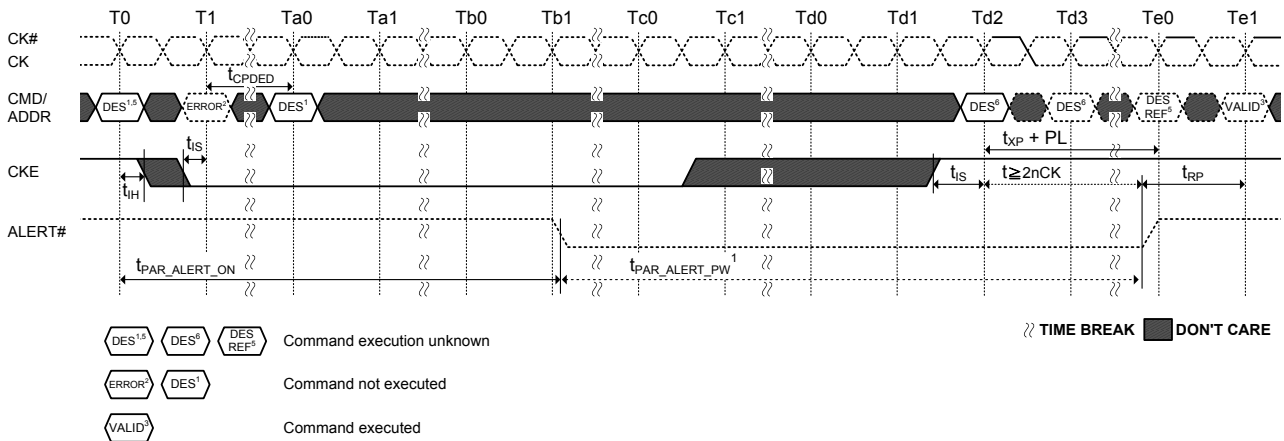 T0 T1 Ta0 Ta1 Tb0 Tb1 Tc0 Tc1 Td0 Td1 Td2 Td3 Te0 Te1
CK#
CK
tCPDED
CMD/
ADDR
DES1,5 ERROR2 DES1 DES6 DES6 DES
REF5 VALID3
tXP + PL
tIS
CKE
tIH
tIS t≧2nCK tRP
ALERT#
tPAR_ALERT_ON tPAR_ALERT_PW1
DES1,5 DES6 DES
REF5 Command execution unknown
TIME BREAK DON'T CARE
ERROR2 DES1 Command not executed
VALID3 Command executed